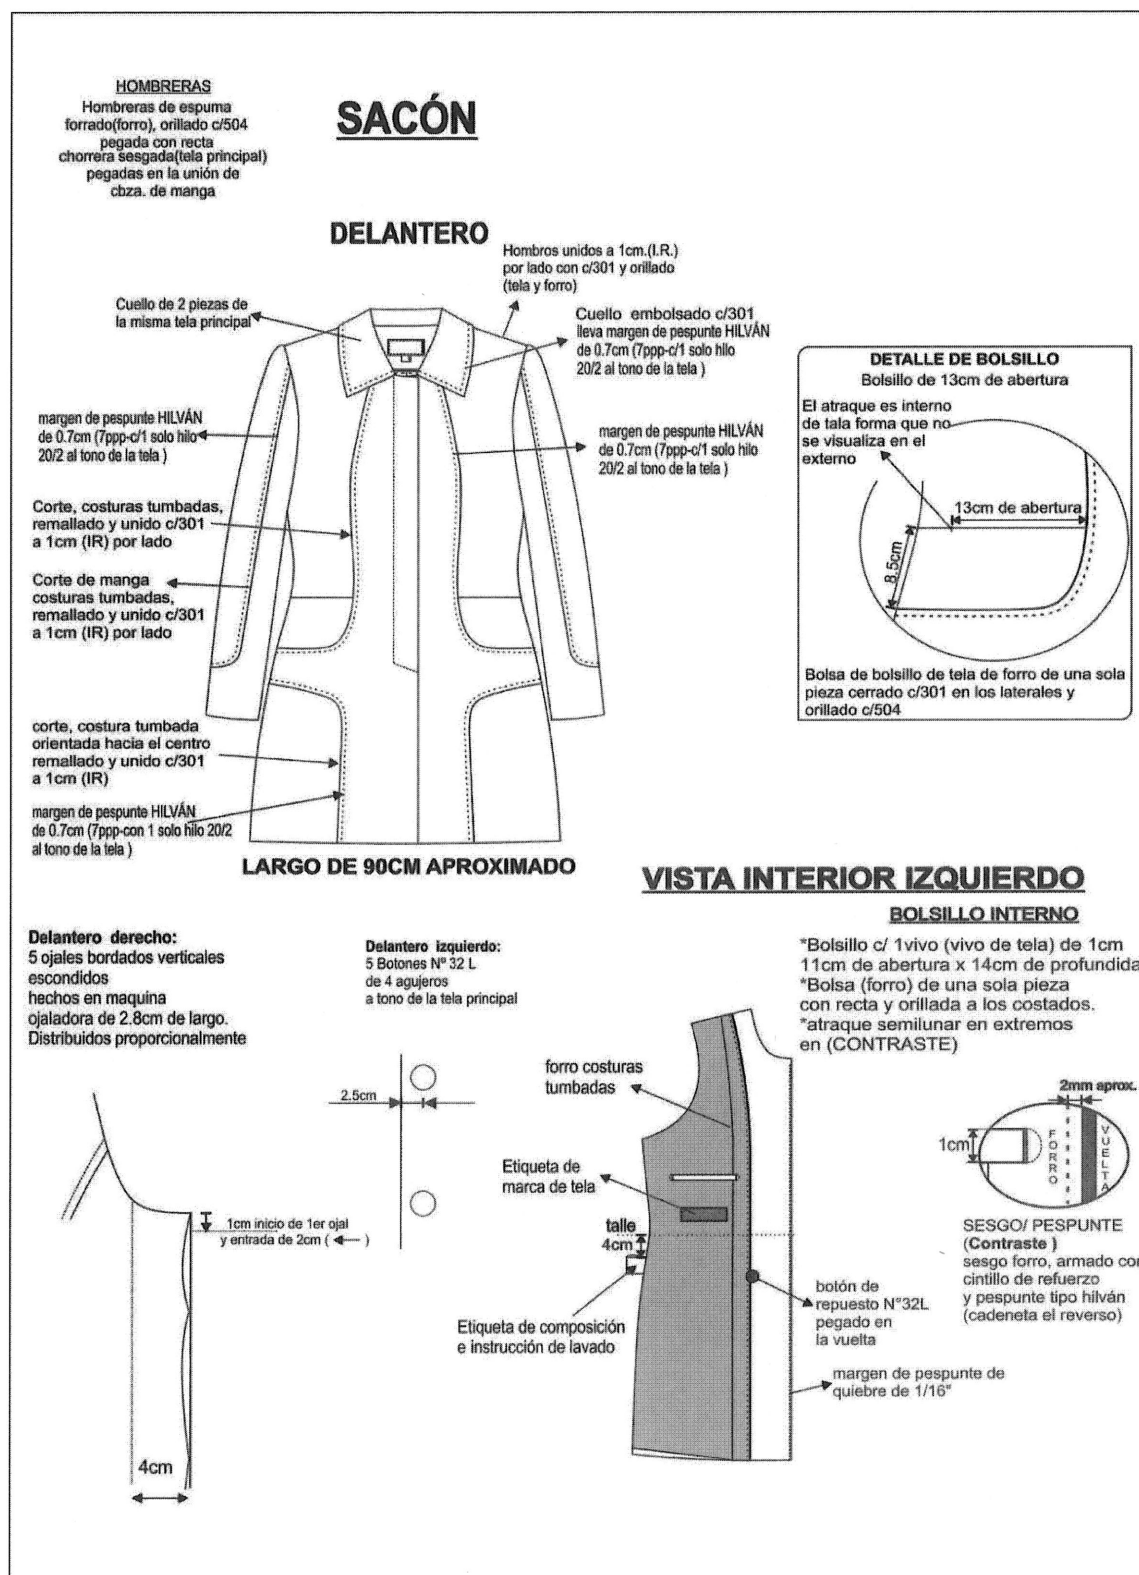 HOMBRERAS
Hombreras de espuma
forrado(forro), orillado c/504
pegada con recta
chorrera sesgada(tela principal)
pegadas en la unión de
cbza. de manga
SACÓN
DELANTERO
Hombros unidos a 1cm.(I.R.)
por lado con c/301 y orillado
(tela y forro)
Cuello de 2 piezas de
la misma tela principal
Cuello embolsado c/301
lleva margen de pespunte HILVÁN
de 0.7cm (7ppp-c/1 solo hilo
20/2 al tono de la tela )
margen de pespunte HILVÁN
de 0.7cm (7ppp-c/1 solo hilo
20/2 al tono de la tela )
margen de pespunte HILVÁN
de 0.7cm (7ppp-c/1 solo hilo
20/2 al tono de la tela )
Corte, costuras tumbadas,
remallado y unido c/301
a 1cm (IR) por lado
Corte de manga
costuras tumbadas,
remallado y unido c/301
a 1cm (IR) por lado
corte, costura tumbada
orientada hacia el centro
remallado y unido c/301
a 1cm (IR)
margen de pespunte HILVÁN
de 0.7cm (7ppp-con 1 solo hilo 20/2
al tono de la tela )
LARGO DE 90CM APROXIMADO
DETALLE DE BOLSILLO
Bolsillo de 13cm de abertura
El atraque es interno
de tala forma que no
se visualiza en el
externo
13cm de abertura
8.5cm
Bolsa de bolsillo de tela de forro de una sola
pieza cerrado c/301 en los laterales y
orillado c/504
VISTA INTERIOR IZQUIERDO
BOLSILLO INTERNO
*Bolsillo c/ 1vivo (vivo de tela) de 1cm
11cm de abertura x 14cm de profundida
*Bolsa (forro) de una sola pieza
con recta y orillada a los costados.
*atraque semilunar en extremos
en (CONTRASTE)
Delantero derecho:
5 ojales bordados verticales
escondidos
hechos en maquina
ojaladora de 2.8cm de largo.
Distribuidos proporcionalmente
Delantero izquierdo:
5 Botones Nº 32 L
de 4 agujeros
a tono de la tela principal
2.5cm
1cm inicio de 1er ojal
y entrada de 2cm ( )
4cm
forro costuras
tumbadas
Etiqueta de
marca de tela
talle
4cm
Etiqueta de composición
e instrucción de lavado
botón de
repuesto N°32L
pegado en
la vuelta
margen de pespunte de
quiebre de 1/16"
2mm aprox.
1cm
FORRO
VUELTA
SESGO/ PESPUNTE
(Contraste )
sesgo forro, armado con
cintillo de refuerzo
y pespunte tipo hilván
(cadeneta el reverso)